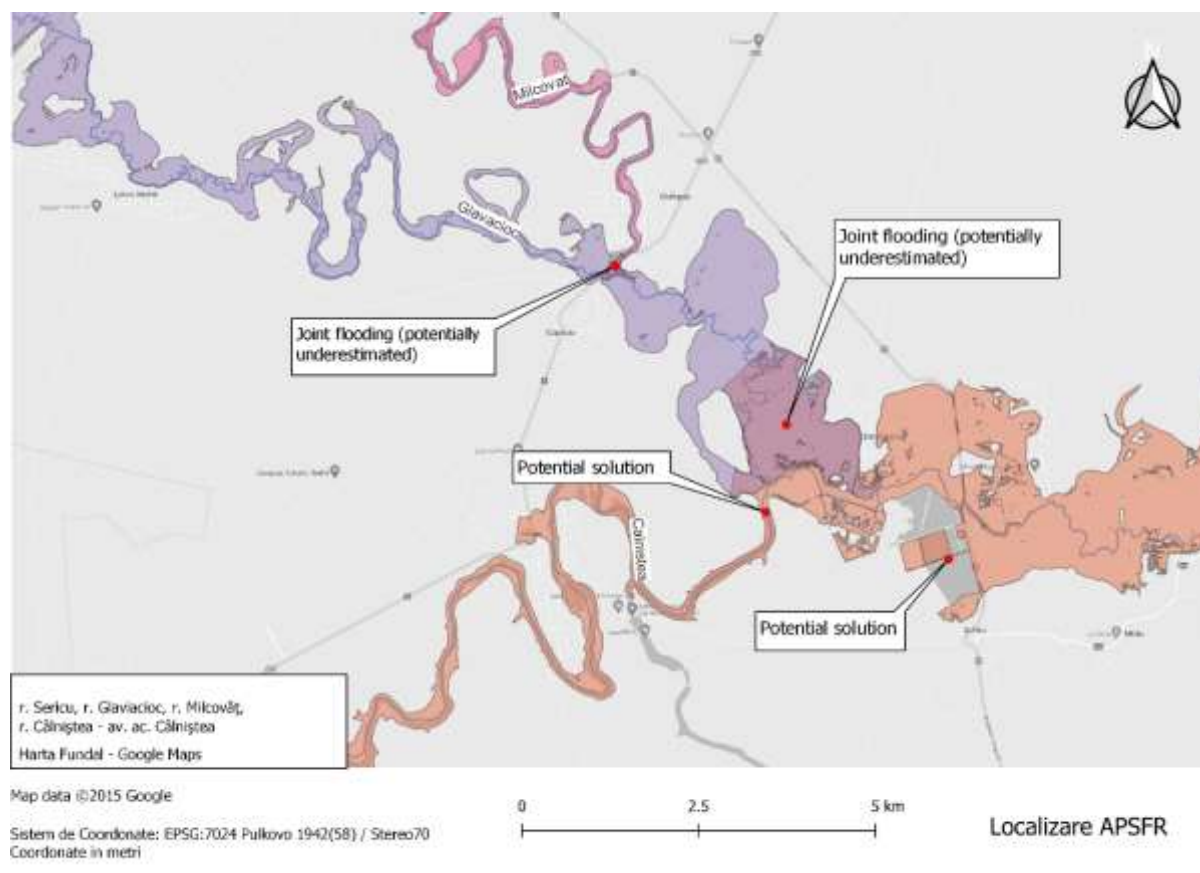 N
Milcovăț
Glavacioc
Joint flooding (potentially
underestimated)
Joint flooding (potentially
underestimated)
Potential solution
Calnistea
Potential solution
r. Sericu, r. Glaviacioc, r. Milcovăț,
r. Câlniștea - av. ac. Câlniștea
Harta Fundal - Google Maps
Map data ©2015 Google
0 2.5 5 km
Sistem de Coordonate: EPSG:7024 Pulkovo 1942(58) / Stereo70
Coordonate in metri
Localizare APSFR